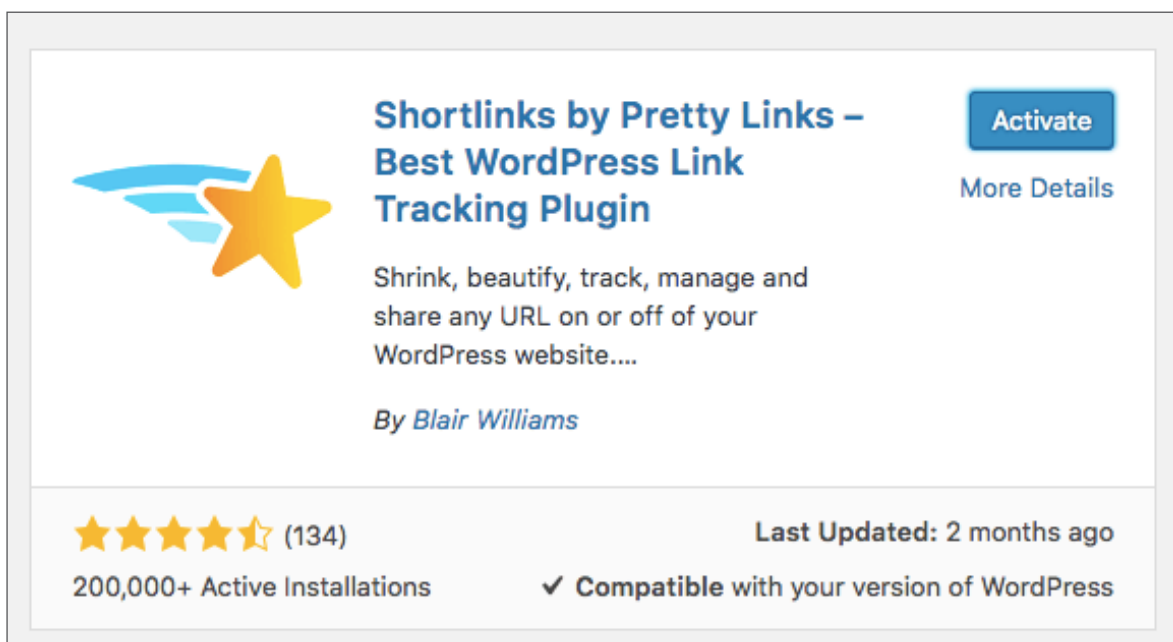 Shortlinks by Pretty Links –
Best WordPress Link
Tracking Plugin
Activate
More Details
Shrink, beautify, track, manage and
share any URL on or off of your
WordPress website....
By Blair Williams
(134)
200,000+ Active Installations
Last Updated: 2 months ago
✔ Compatible with your version of WordPress